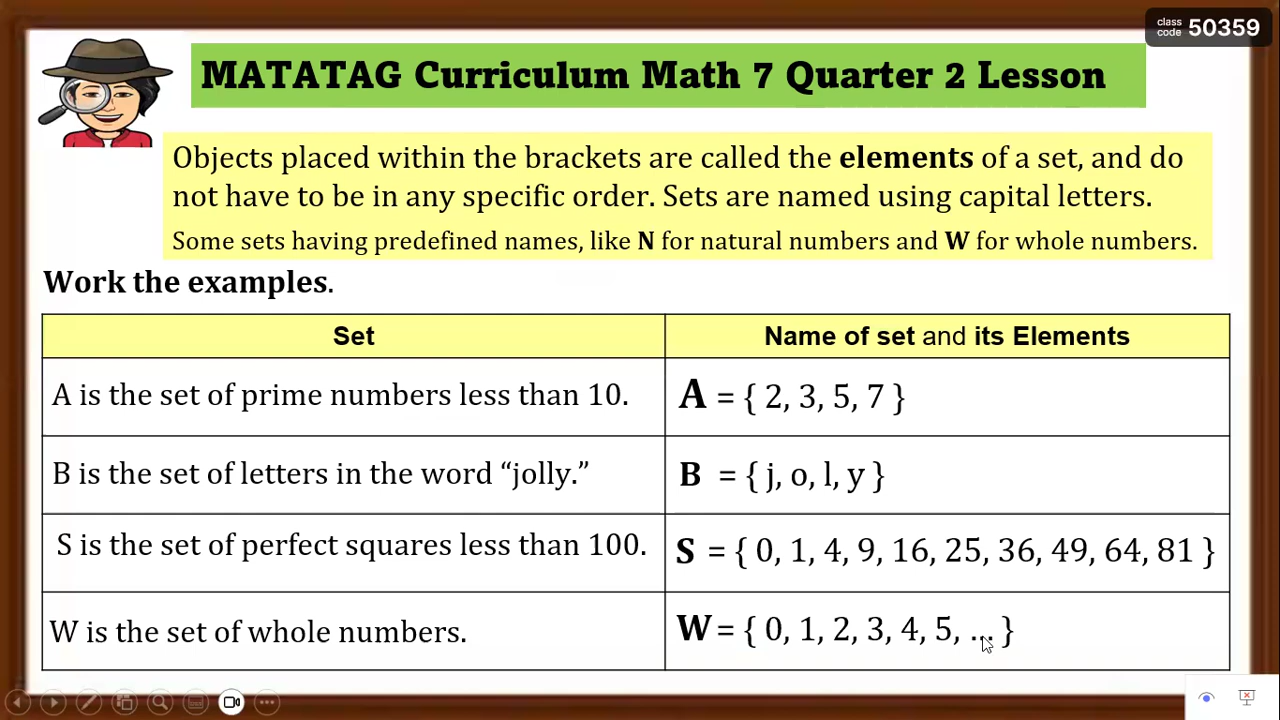 class code 50359
MATATAG Curriculum Math 7 Quarter 2 Lesson
Objects placed within the brackets are called the elements of a set, and do
not have to be in any specific order. Sets are named using capital letters.
Some sets having predefined names, like N for natural numbers and W for whole numbers.
Work the examples.
Set
Name of set and its Elements
A is the set of prime numbers less than 10.
A = { 2, 3, 5, 7 }
B is the set of letters in the word “jolly.”
B = { j, o, l, y }
S is the set of perfect squares less than 100.
S = { 0, 1, 4, 9, 16, 25, 36, 49, 64, 81 }
W is the set of whole numbers.
W = { 0, 1, 2, 3, 4, 5, ... }